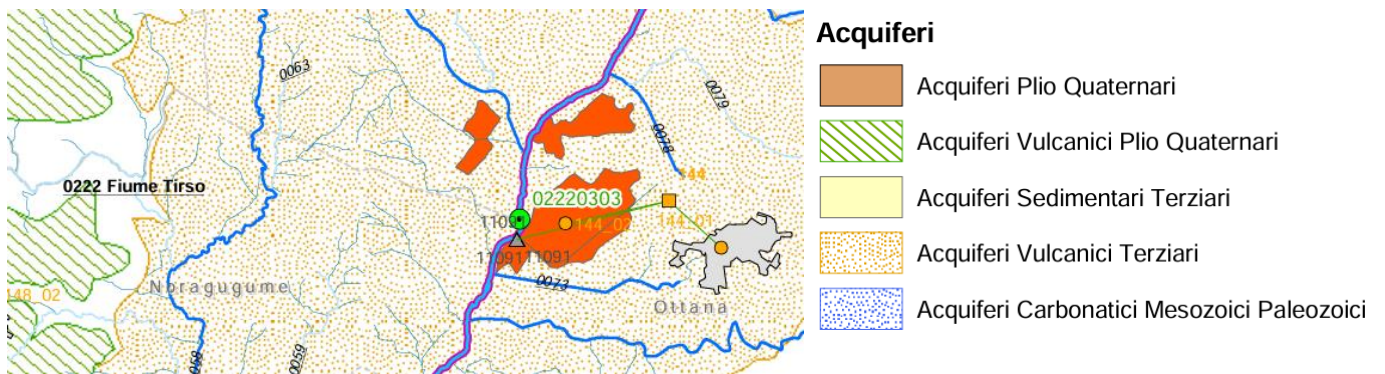 0063
0079
0078
0222 Fiume Tirso
144
02220303
144_02
144_01
1109111091
0073
Noragugume
148_02
Ottana
0059
Acquiferi
Acquiferi Plio Quaternari
Acquiferi Vulcanici Plio Quaternari
Acquiferi Sedimentari Terziari
Acquiferi Vulcanici Terziari
Acquiferi Carbonatici Mesozoici Paleozoici